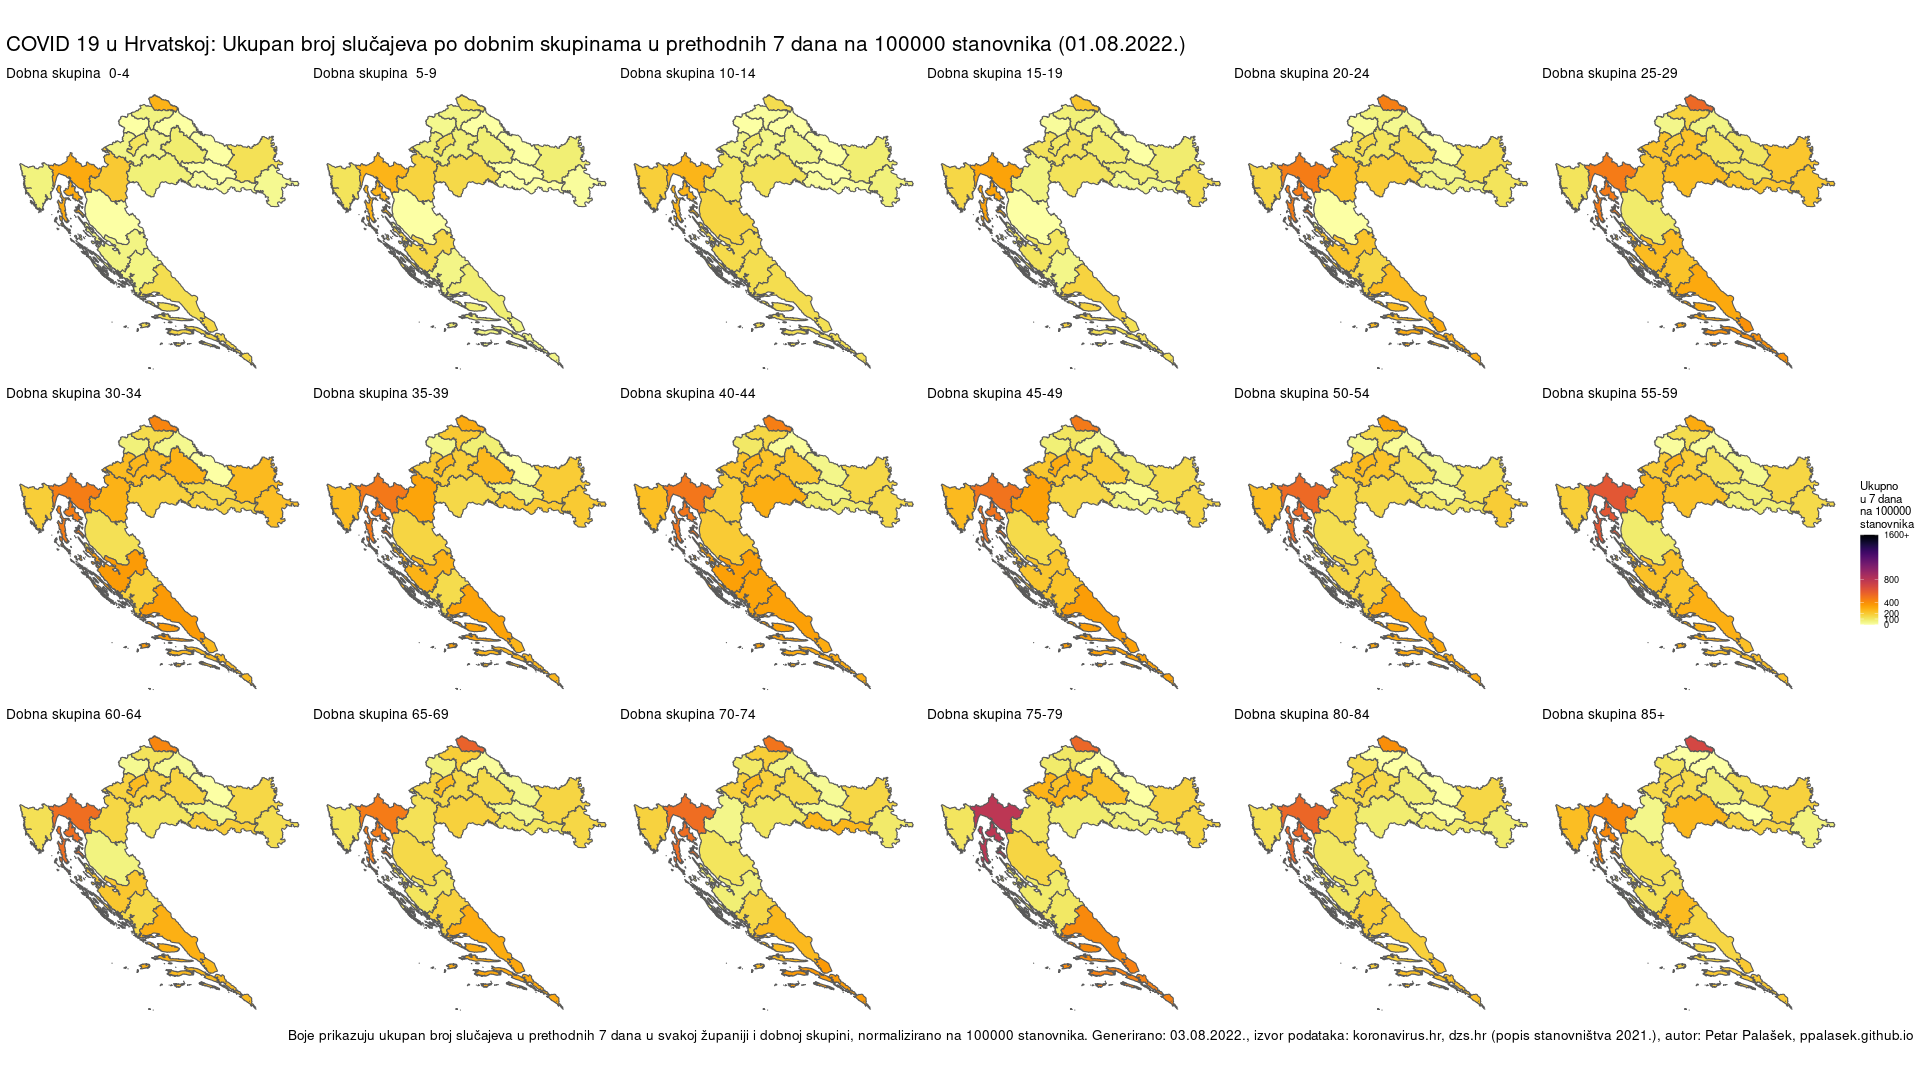 COVID 19 u Hrvatskoj: Ukupan broj slučajeva po dobnim skupinama u prethodnih 7 dana na 100000 stanovnika (01.08.2022.)
Dobna skupina  0-4
Dobna skupina  5-9
Dobna skupina 10-14
Dobna skupina 15-19
Dobna skupina 20-24
Dobna skupina 25-29
Dobna skupina 30-34
Dobna skupina 35-39
Dobna skupina 40-44
Dobna skupina 45-49
Dobna skupina 50-54
Dobna skupina 55-59
Ukupno
u 7 dana
na 100000
stanovnika
1600+
800
400
200
100
0
Dobna skupina 60-64
Dobna skupina 65-69
Dobna skupina 70-74
Dobna skupina 75-79
Dobna skupina 80-84
Dobna skupina 85+
Boje prikazuju ukupan broj slučajeva u prethodnih 7 dana u svakoj županiji i dobnoj skupini, normalizirano na 100000 stanovnika. Generirano: 03.08.2022., izvor podataka: koronavirus.hr, dzs.hr (popis stanovništva 2021.), autor: Petar Palašek, ppalasek.github.io